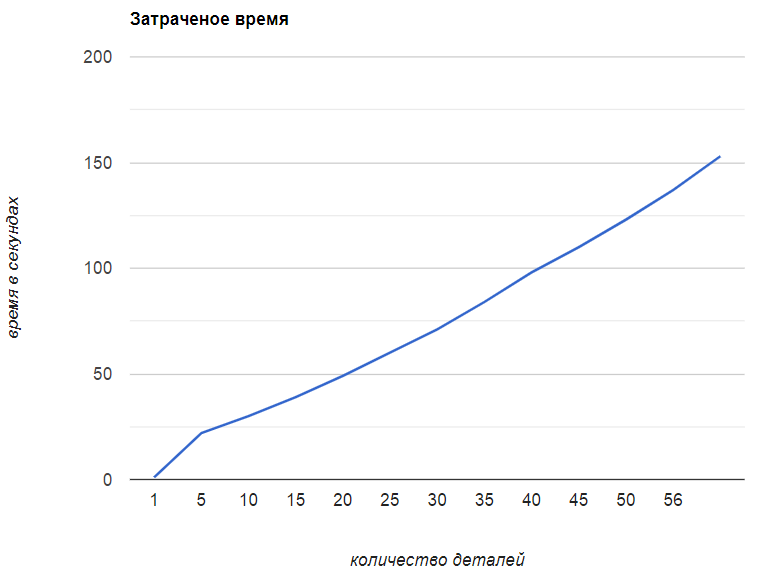 Затраченое время
200
150
100
50
0
время в секундах
1 5 10 15 20 25 30 35 40 45 50 56
количество деталей